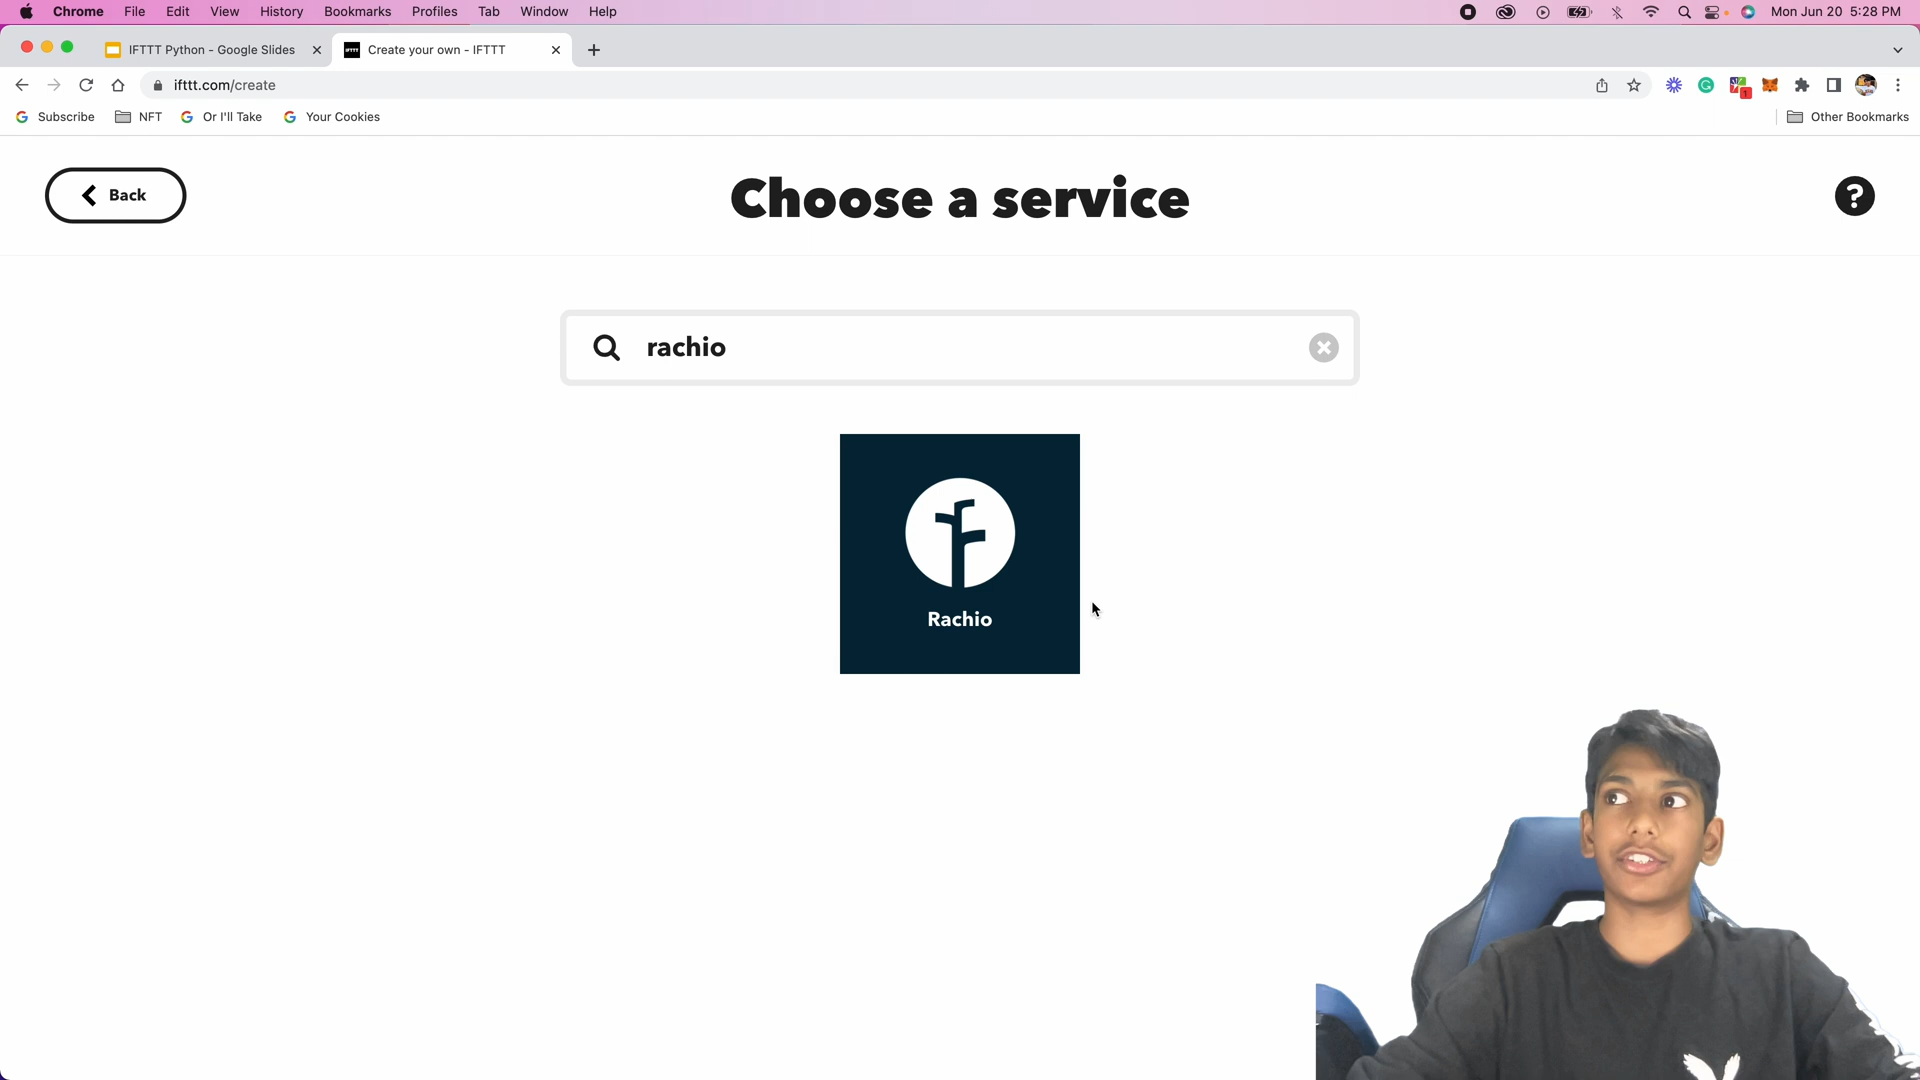 Chrome File Edit View History Bookmarks Profiles Tab Window Help Mon Jun 20 5:28 PM
IFTTT Python - Google Slides Create your own - IFTTT
ifttt.com/create
Subscribe NFT Or I'll Take Your Cookies Other Bookmarks
Back Choose a service ?
rachio
Rachio